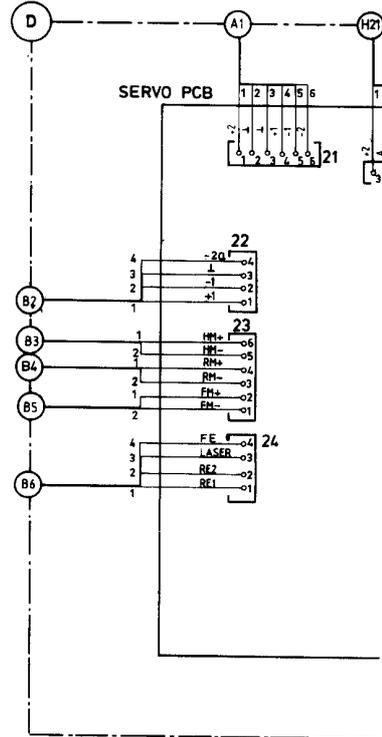 D A1 H21
SERVO PCB 1 2 3 4 5 6 1
+2 ⊥ ⊥ +1 -1 -2 +2
1 2 3 4 5 6 21
3
22
4 -20 4
3 ⊥ 3
2 -1 2
B2 1 +1 1
23
B3 1 HM+ 6
2 HM- 5
B4 1 RM+ 4
2 RM- 3
1 FM+ 2
B5 2 FM- 1
4 FE 4 24
3 LASER 3
2 RE2 2
B6 1 RE1 1